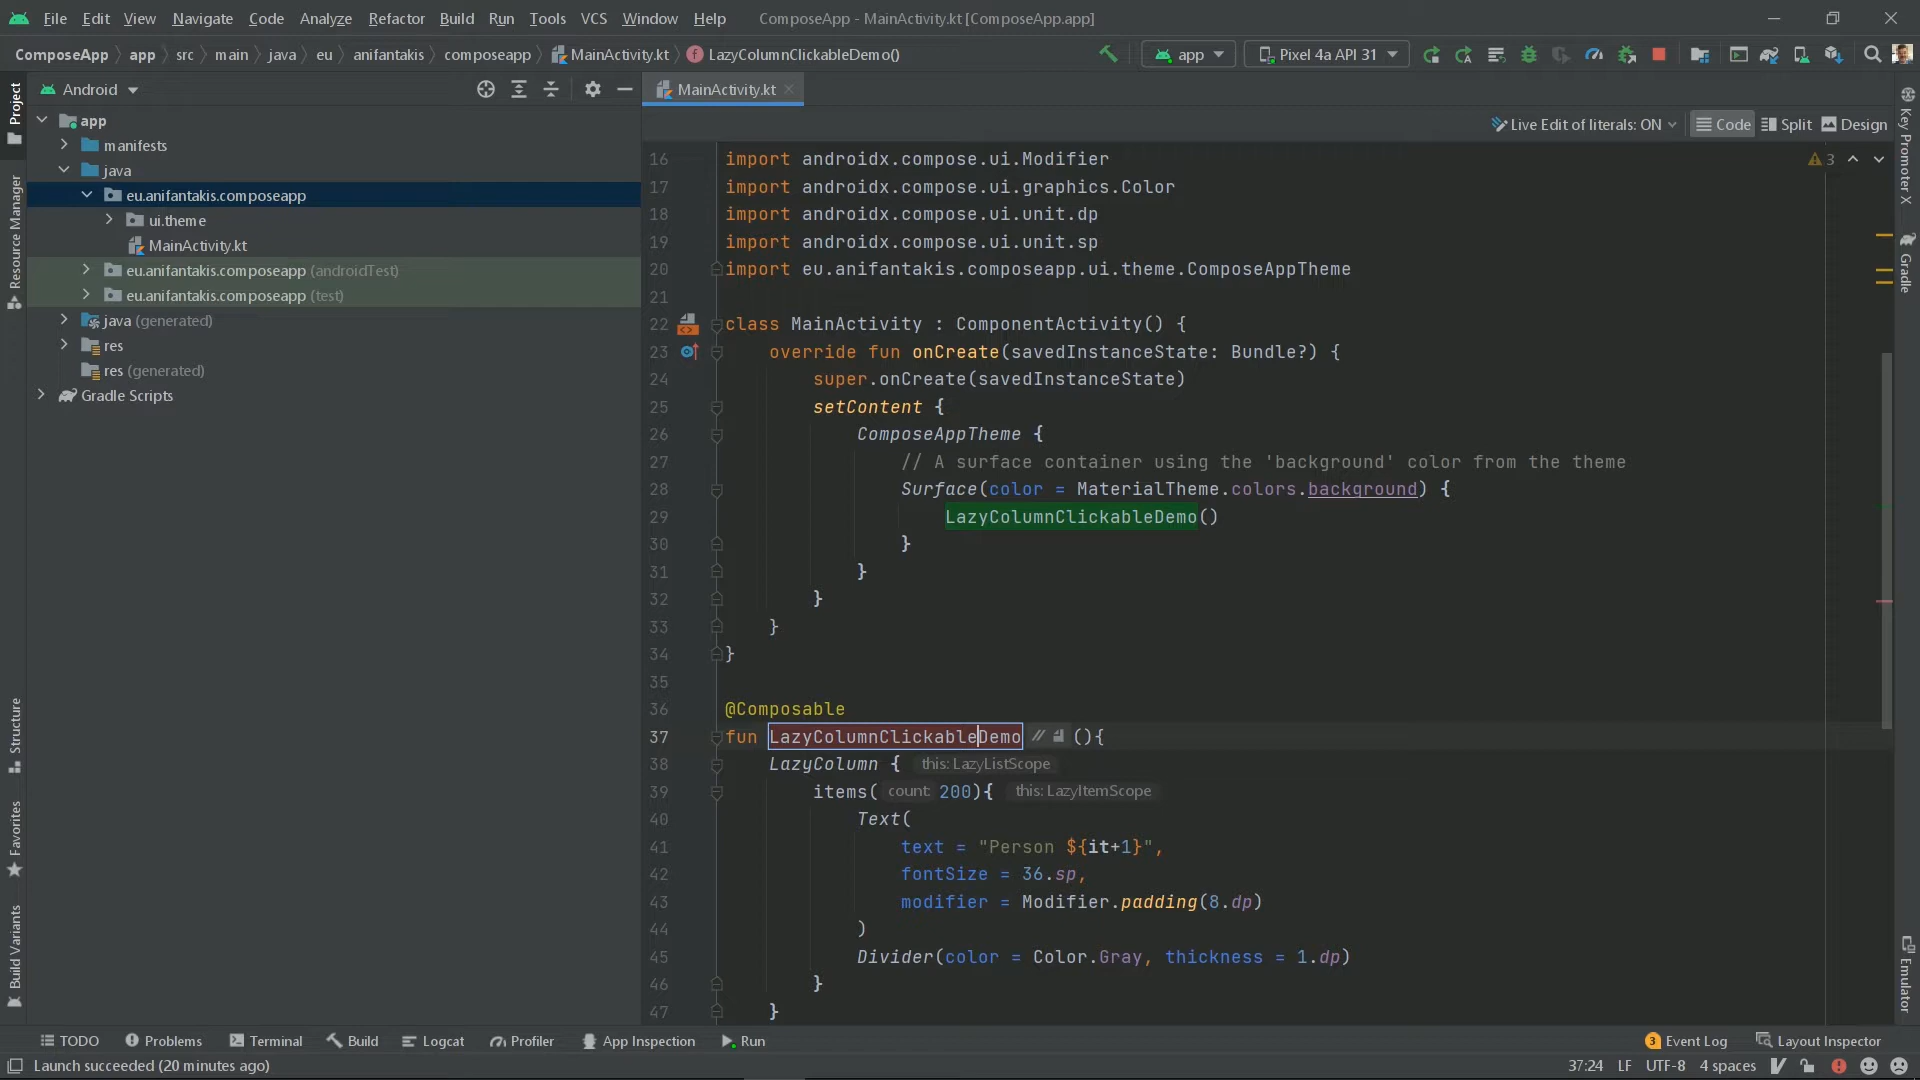 File Edit View Navigate Code Analyze Refactor Build Run Tools VCS Window Help ComposeApp - MainActivity.kt [ComposeApp.app]
ComposeApp app src main java eu anifantakis composeapp MainActivity.kt LazyColumnClickableDemo() app Pixel 4a API 31
Project
Android
MainActivity.kt
Live Edit of literals: ON Code Split Design
app
manifests
java
eu.anifantakis.composeapp
ui.theme
MainActivity.kt
eu.anifantakis.composeapp (androidTest)
eu.anifantakis.composeapp (test)
java (generated)
res
res (generated)
Gradle Scripts
Resource Manager
Structure
Favorites
Build Variants
3
16 import androidx.compose.ui.Modifier
17 import androidx.compose.ui.graphics.Color
18 import androidx.compose.ui.unit.dp
19 import androidx.compose.ui.unit.sp
20 import eu.anifantakis.composeapp.ui.theme.ComposeAppTheme
21
22 class MainActivity : ComponentActivity() {
23 override fun onCreate(savedInstanceState: Bundle?) {
24 super.onCreate(savedInstanceState)
25 setContent {
26 ComposeAppTheme {
27 // A surface container using the 'background' color from the theme
28 Surface(color = MaterialTheme.colors.background) {
29 LazyColumnClickableDemo()
30 }
31 }
32 }
33 }
34 }
35
36 @Composable
37 fun LazyColumnClickableDemo (){
38 LazyColumn { this: LazyListScope
39 items( count: 200){ this: LazyItemScope
40 Text(
41 text = "Person ${it+1}",
42 fontSize = 36.sp,
43 modifier = Modifier.padding(8.dp)
44 )
45 Divider(color = Color.Gray, thickness = 1.dp)
46 }
47 }
Key Promoter X
Gradle
Emulator
TODO Problems Terminal Build Logcat Profiler App Inspection Run 3 Event Log Layout Inspector
Launch succeeded (20 minutes ago) 37:24 LF UTF-8 4 spaces